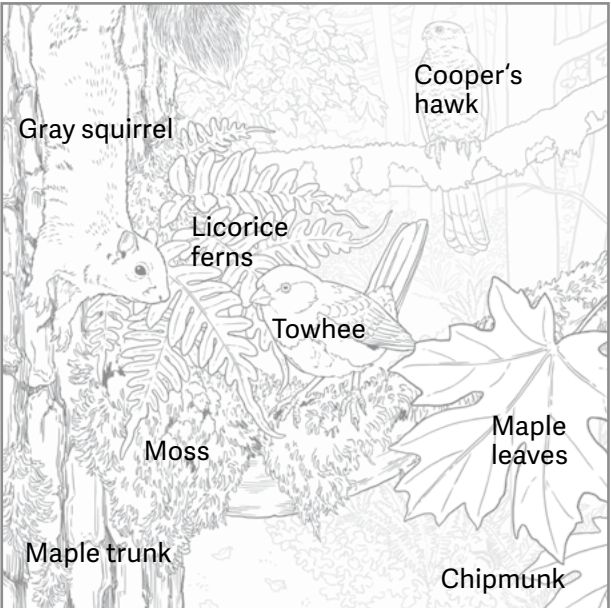 Cooper's
hawk
Gray squirrel
Licorice
ferns
Towhee
Maple
leaves
Moss
Maple trunk
Chipmunk